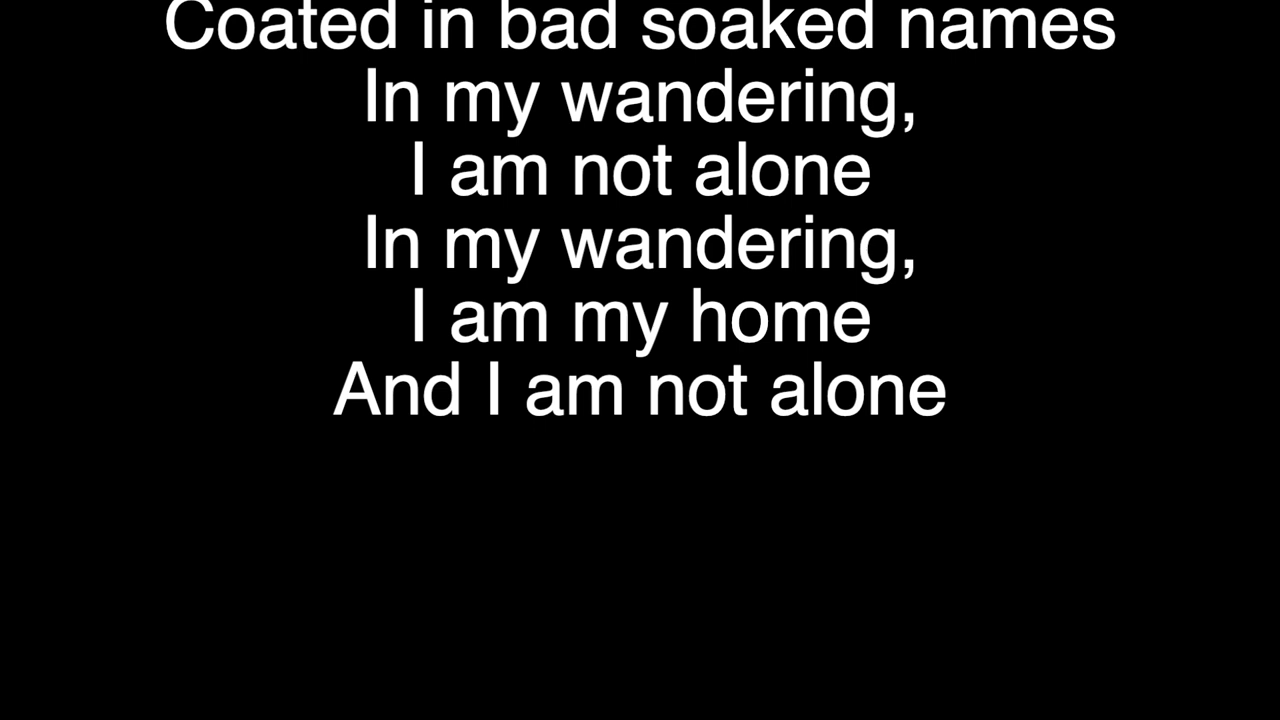 Coated in bad soaked names
In my wandering,
I am not alone
In my wandering,
I am my home
And I am not alone